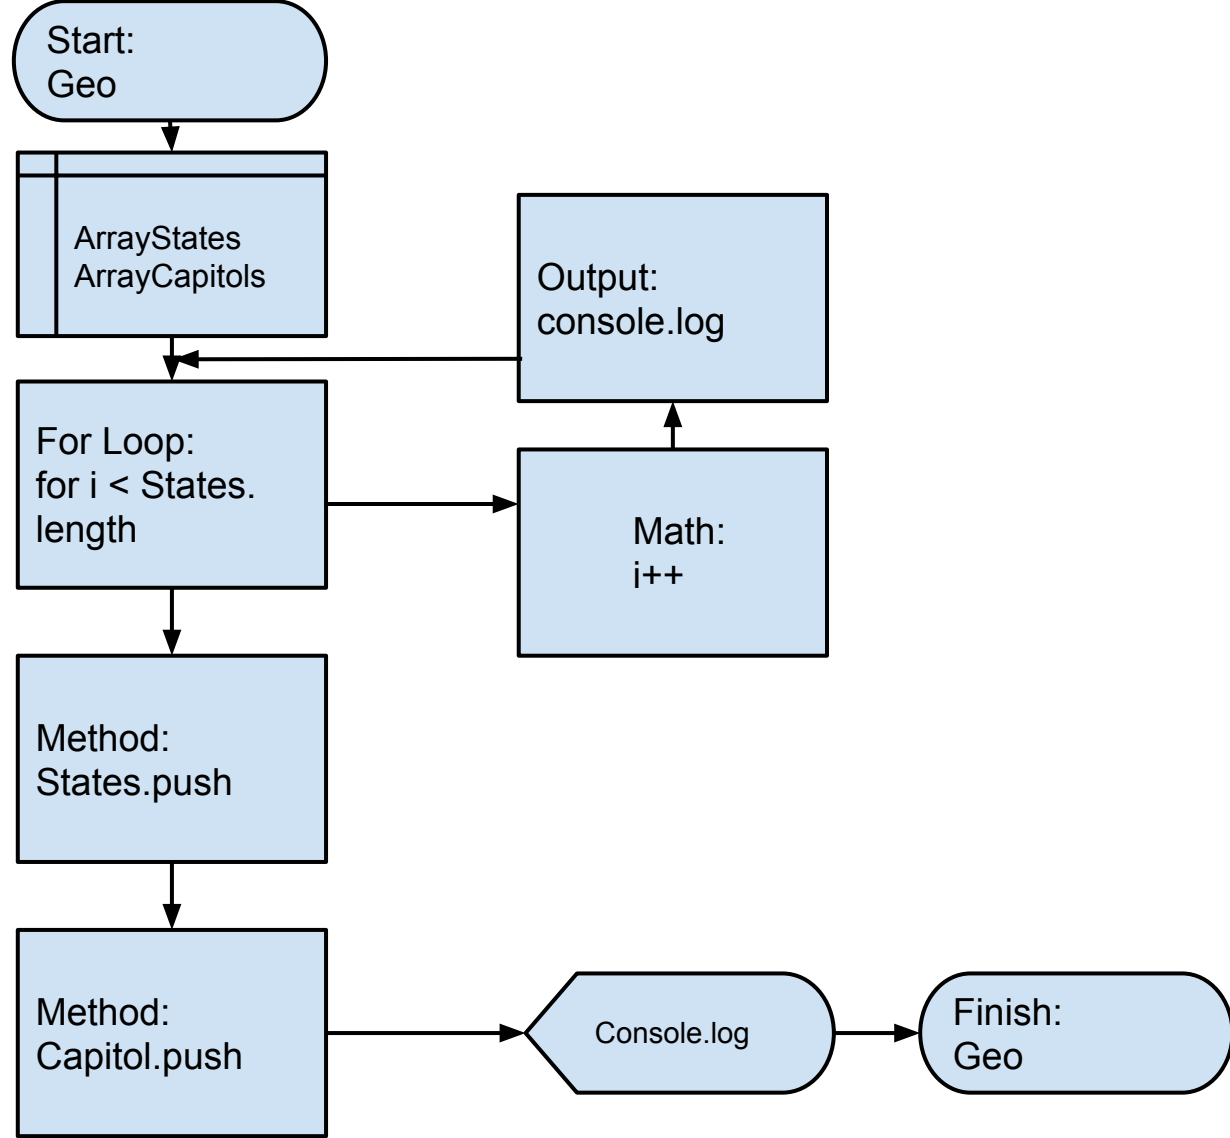 Start:
Geo
ArrayStates
ArrayCapitols
Output:
console.log
For Loop:
for i < States.
length
Math:
i++
Method:
States.push
Method:
Capitol.push
Console.log
Finish:
Geo